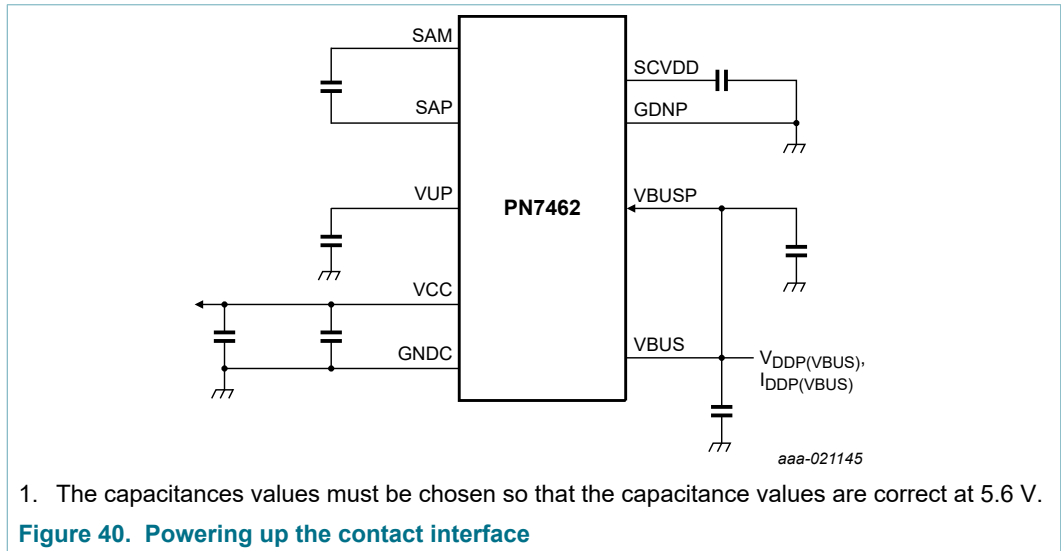 SAM
SAP
VUP
VCC
GNDC
PN7462
SCVDD
GDNP
VBUSP
VBUS
VDDP(VBUS),
IDDP(VBUS)
aaa-021145
1. The capacitances values must be chosen so that the capacitance values are correct at 5.6 V.
Figure 40. Powering up the contact interface